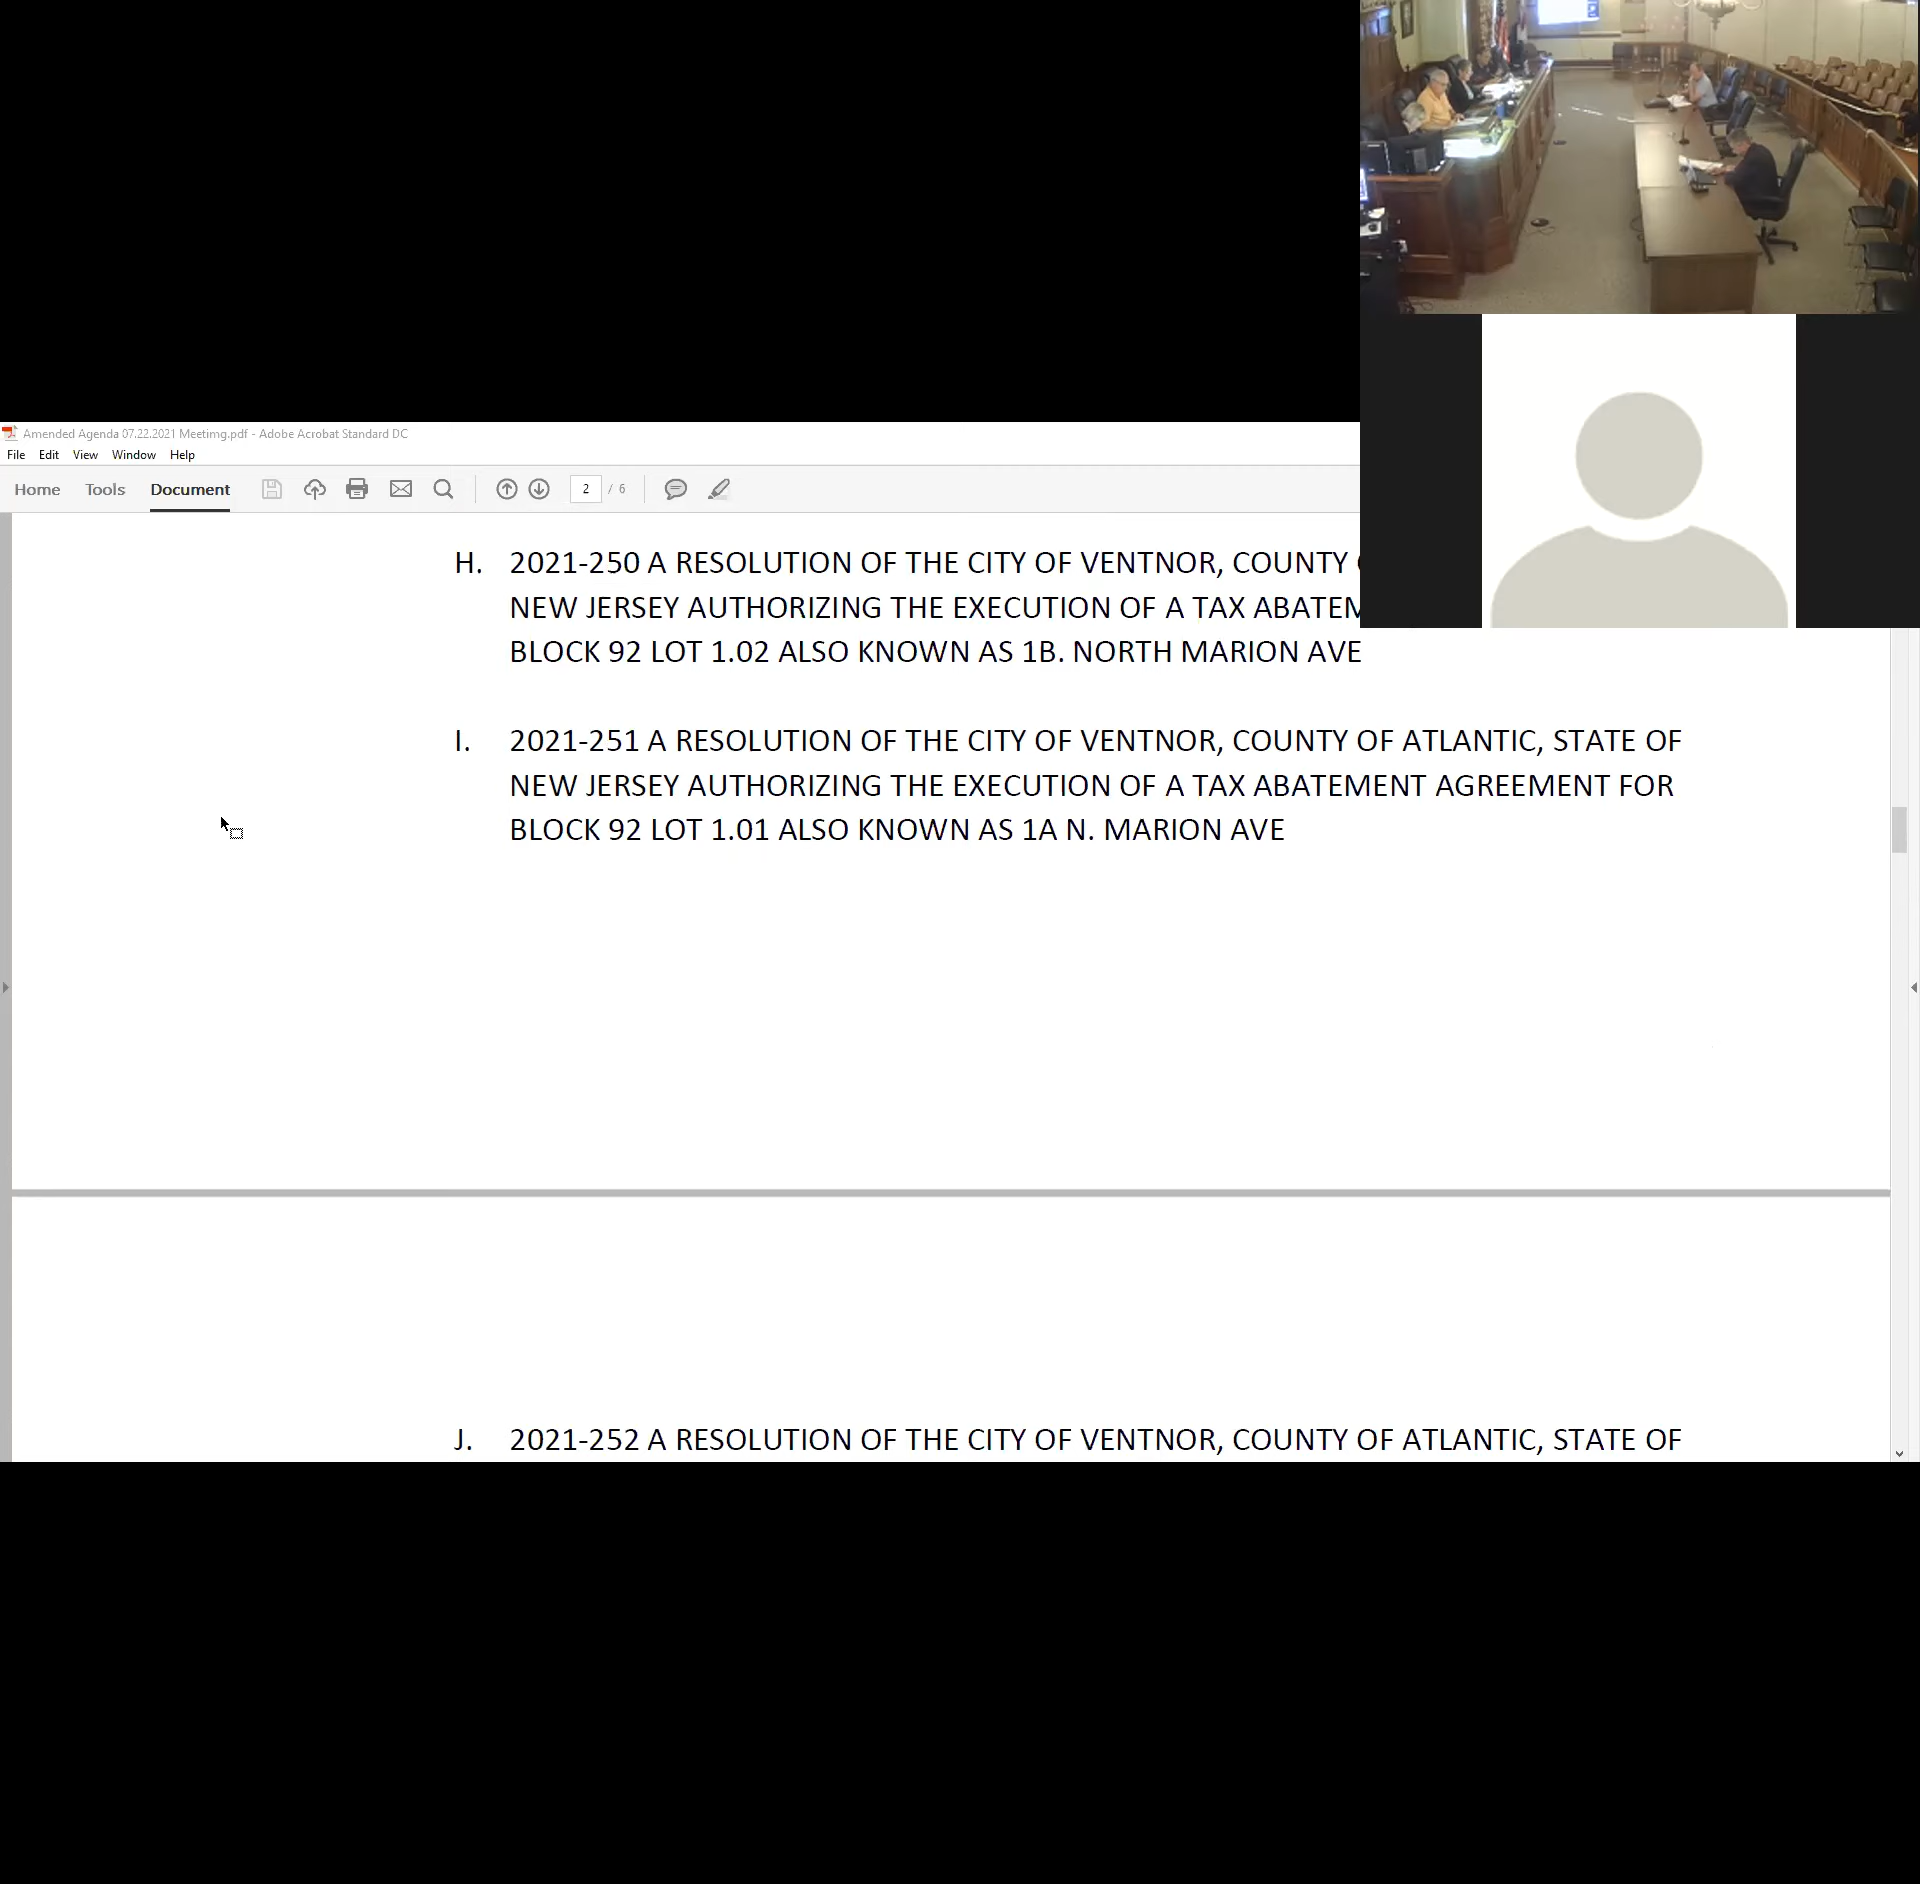 Amended Agenda 07.22.2021 Meetimg.pdf - Adobe Acrobat Standard DC
File Edit View Window Help
Home Tools Document 2 / 6
H. 2021-250 A RESOLUTION OF THE CITY OF VENTNOR, COUNTY
NEW JERSEY AUTHORIZING THE EXECUTION OF A TAX ABATEM
BLOCK 92 LOT 1.02 ALSO KNOWN AS 1B. NORTH MARION AVE
I. 2021-251 A RESOLUTION OF THE CITY OF VENTNOR, COUNTY OF ATLANTIC, STATE OF
NEW JERSEY AUTHORIZING THE EXECUTION OF A TAX ABATEMENT AGREEMENT FOR
BLOCK 92 LOT 1.01 ALSO KNOWN AS 1A N. MARION AVE
J. 2021-252 A RESOLUTION OF THE CITY OF VENTNOR, COUNTY OF ATLANTIC, STATE OF